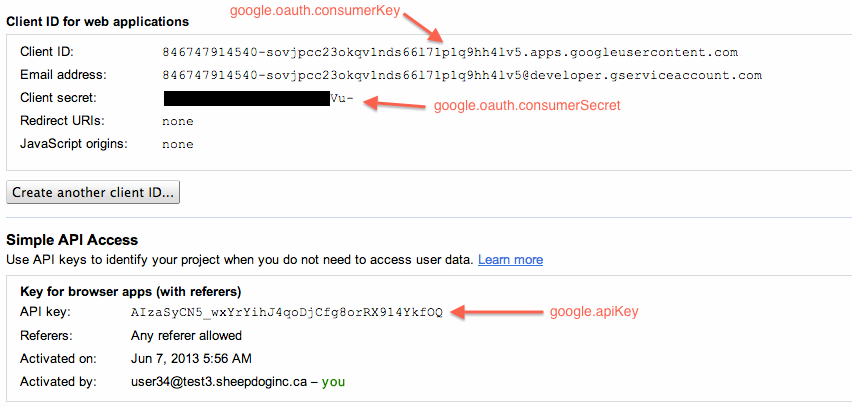 google.oauth.consumerKey
Client ID for web applications
Client ID: 846747914540-sovjpcc23okqv1nds66l71p1q9hh4lv5.apps.googleusercontent.com
Email address: 846747914540-sovjpcc23okqv1nds66l71p1q9hh4lv5@developer.gserviceaccount.com
Client secret: Vu- google.oauth.consumerSecret
Redirect URIs: none
JavaScript origins: none
Create another client ID...
Simple API Access
Use API keys to identify your project when you do not need to access user data. Learn more
Key for browser apps (with referers)
API key: AIzaSyCN5_wxYrYihJ4qoDjCfg8orRX9l4YkfOQ google.apiKey
Referers: Any referer allowed
Activated on: Jun 7, 2013 5:56 AM
Activated by: user34@test3.sheepdoginc.ca – you